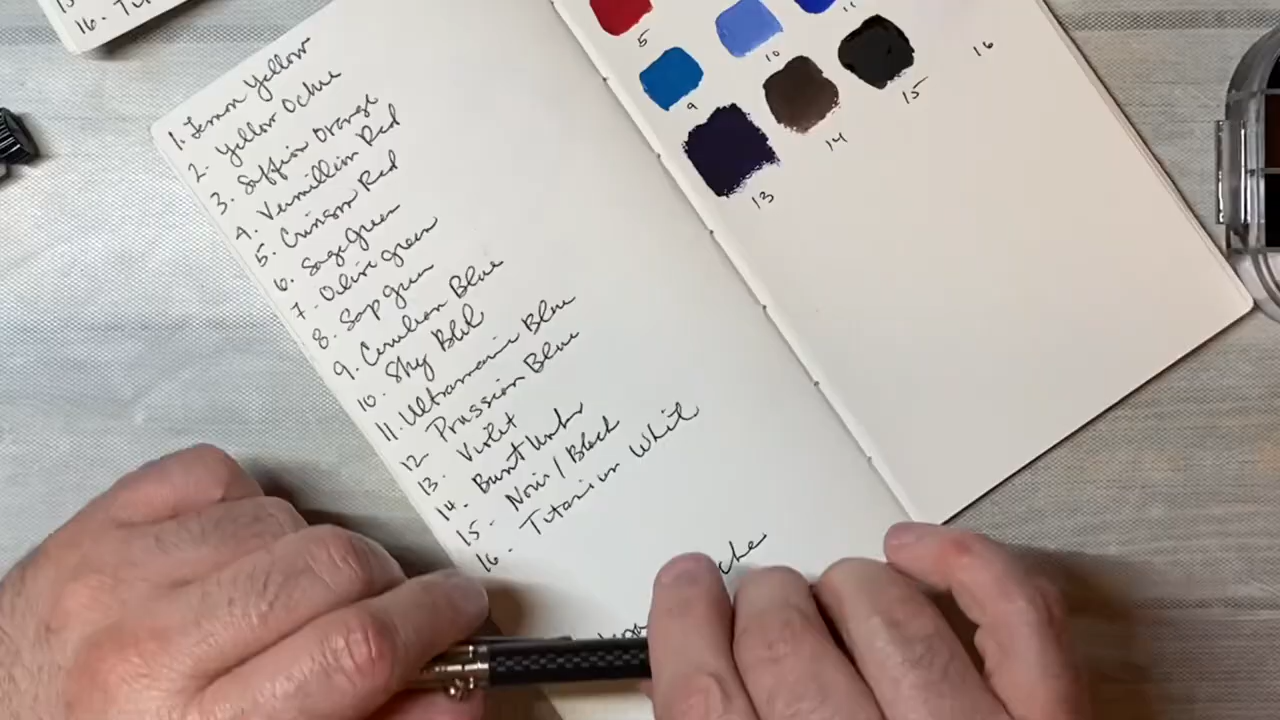 16.
1. Lemon Yellow
2. Yellow Ochre
3. Saffron Orange
4. Vermillion Red
5. Crimson Red
6. Sage green
7. Olive green
8. Sap green
9. Cerulean Blue
10. Sky Blue
11. Ultramarine Blue
12 Prussian Blue
13. Violet
14. Burnt Umber
15. Noir / Black
16. Titanium White
5
10
11
9
14
15
16
13